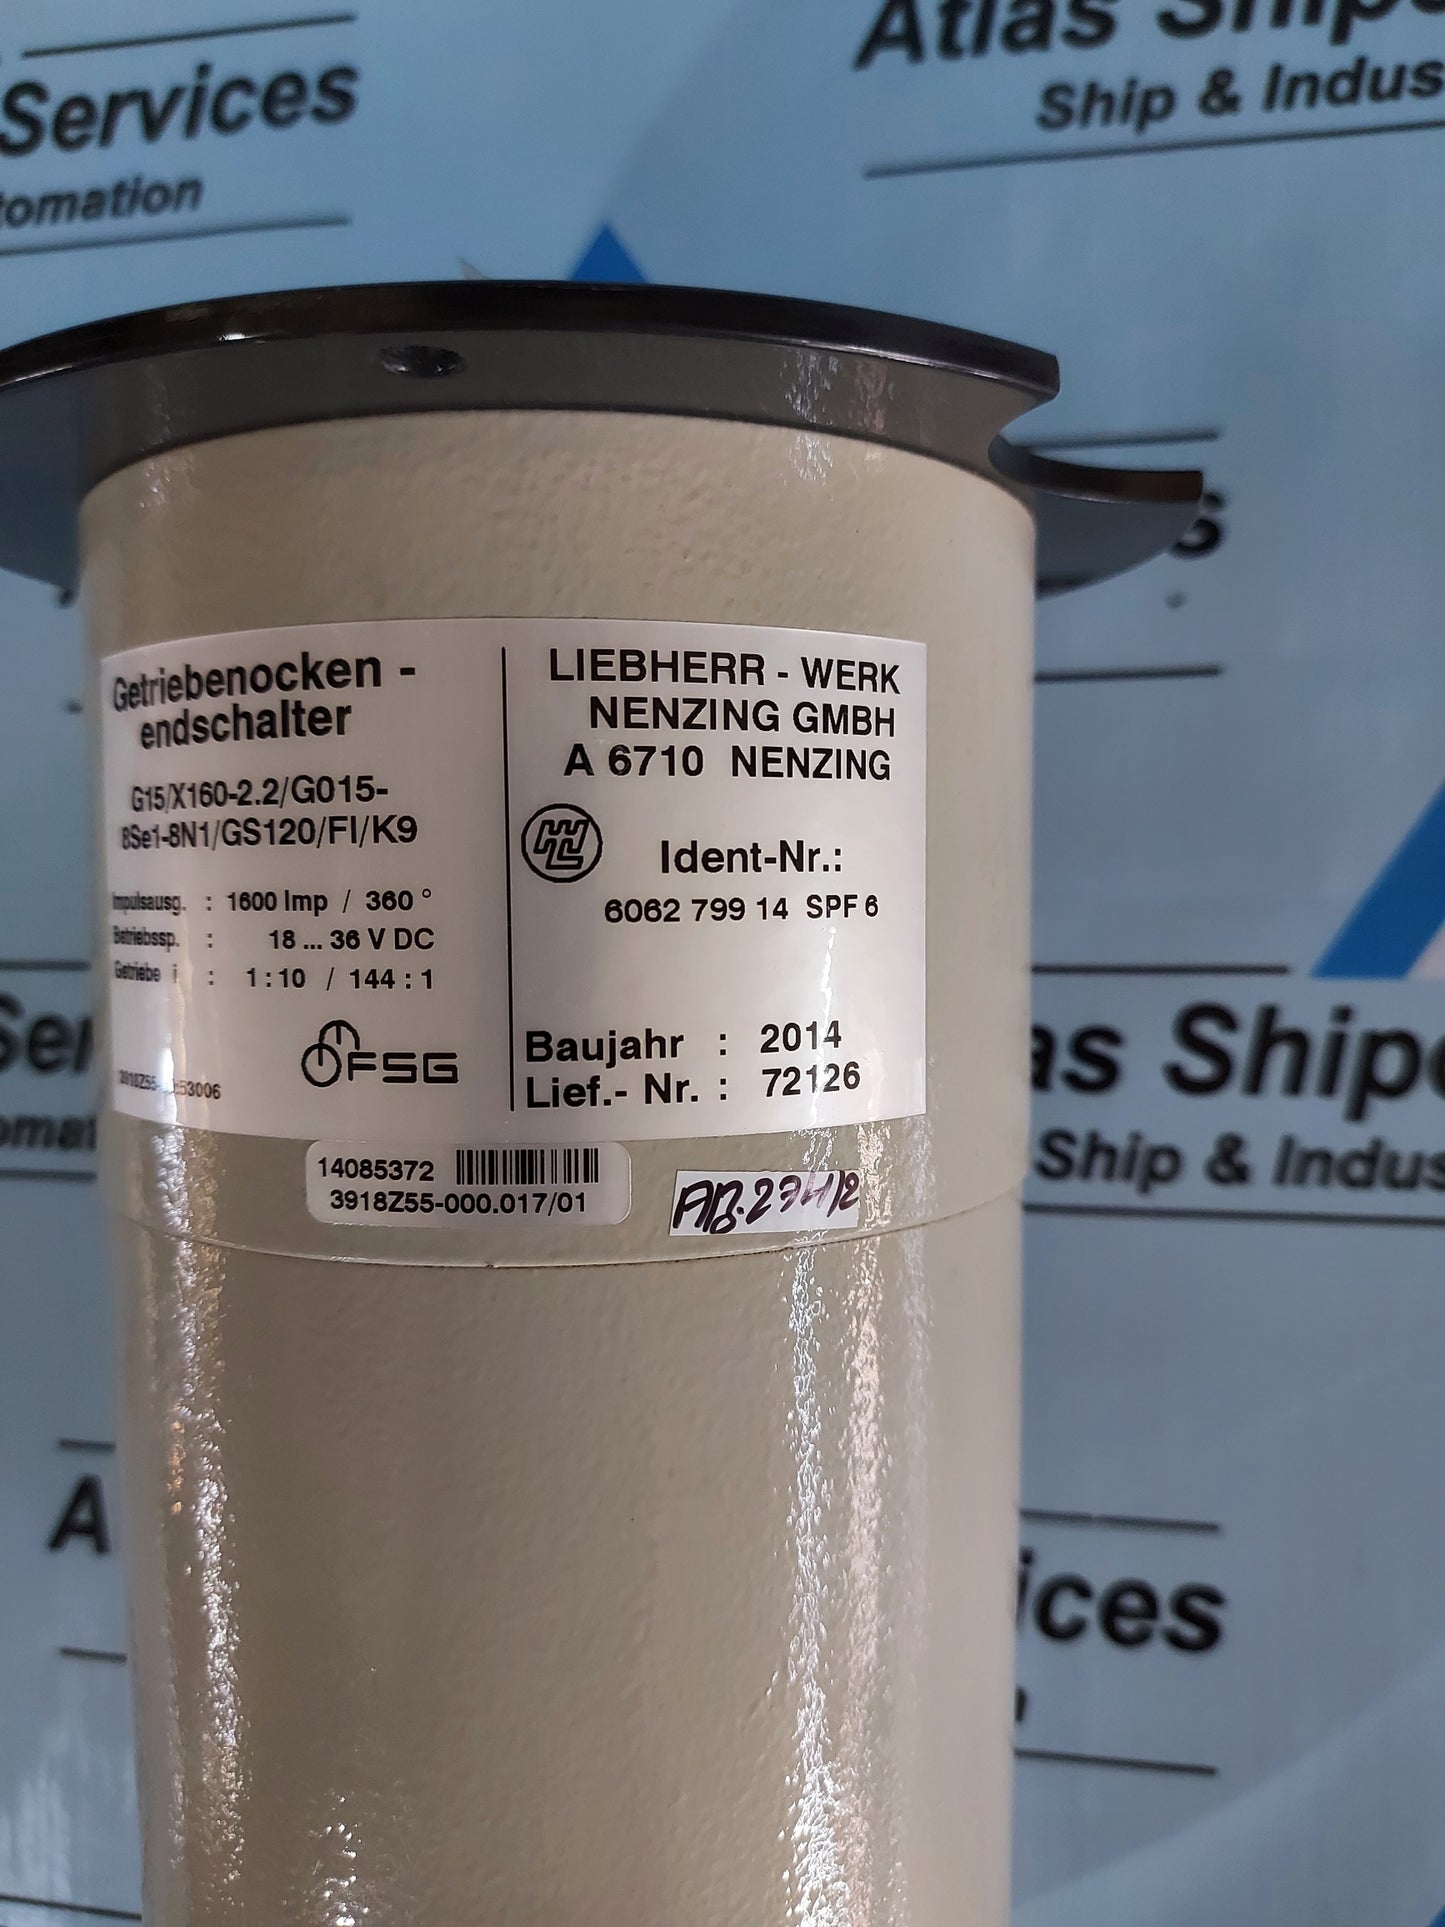 Services
Atlas Ship
Ship & Indus
tomation
Getriebenocken -
endschalter
G15/X160-2.2/G015-
8Se1-8N1/GS120/FI/K9
Impulsausg. : 1600 Imp / 360 °
Betriebssp. : 18 ... 36 V DC
Getriebe i : 1:10 / 144:1
FSG
LIEBHERR - WERK
NENZING GMBH
A 6710 NENZING
Ident-Nr.:
6062 799 14 SPF 6
Baujahr : 2014
Lief.- Nr. : 72126
14085372
3918Z55-000.017/01
as Ship
Ship & Indus
Ser
omat
A
ices